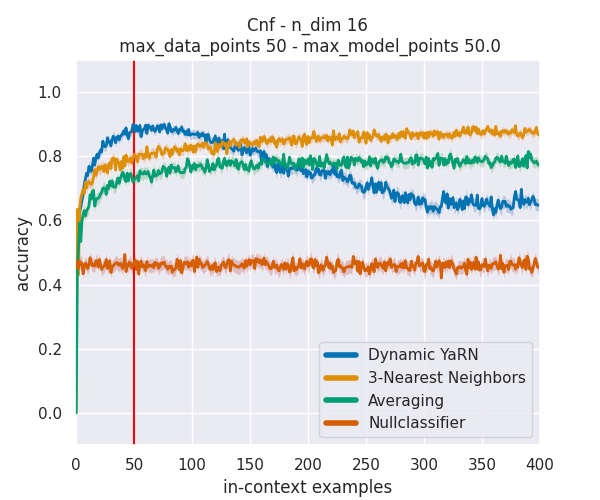 Cnf - n_dim 16
max_data_points 50 - max_model_points 50.0
accuracy
1.0
0.8
0.6
0.4
0.2
0.0
Dynamic YaRN
3-Nearest Neighbors
Averaging
Nullclassifier
0 50 100 150 200 250 300 350 400
in-context examples